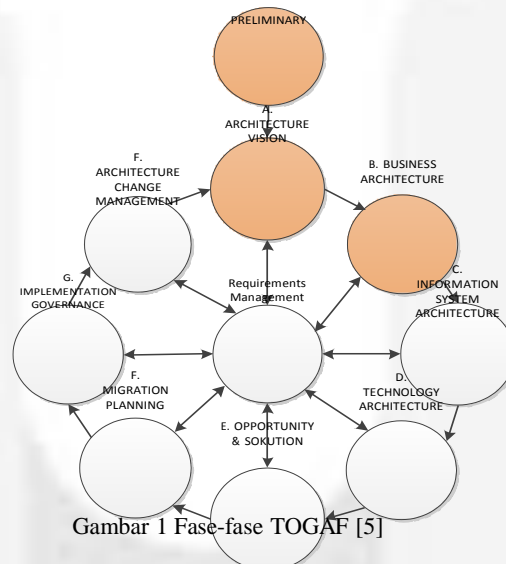 PRELIMINARY
A.
ARCHITECTURE
VISION
B. BUSINESS
ARCHITECTURE
C.
INFORMATION
SYSTEM
ARCHITECTURE
D.
TECHNOLOGY
ARCHITECTURE
E. OPPORTUNITY
& SOKUTION
F.
MIGRATION
PLANNING
G.
IMPLEMENTATION
GOVERNANCE
F.
ARCHITECTURE
CHANGE
MANAGEMENT
Requirements
Management
Gambar 1 Fase-fase TOGAF [5]